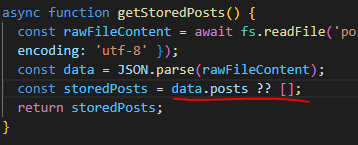 async function getStoredPosts() {
const rawFileContent = await fs.readFile('po
encoding: 'utf-8' });
const data = JSON.parse(rawFileContent);
const storedPosts = data.posts ?? [];
return storedPosts;
}